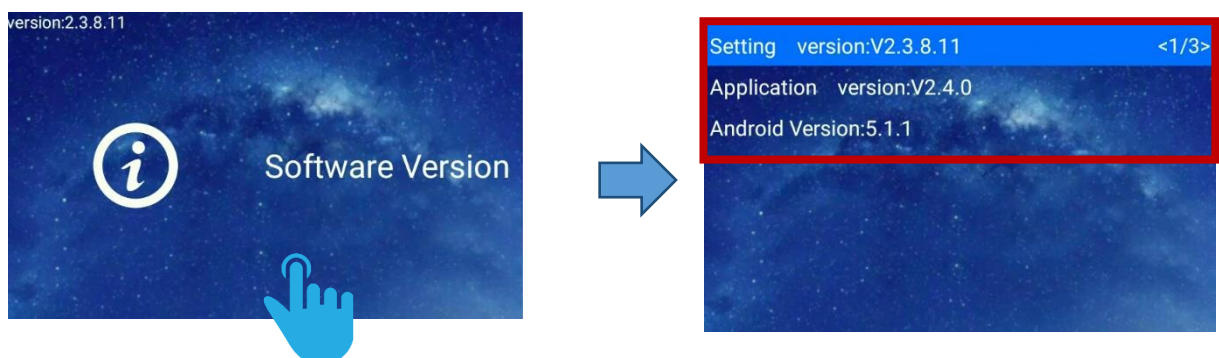 version:2.3.8.11
Software Version
Setting version:V2.3.8.11 <1/3>
Application version:V2.4.0
Android Version:5.1.1